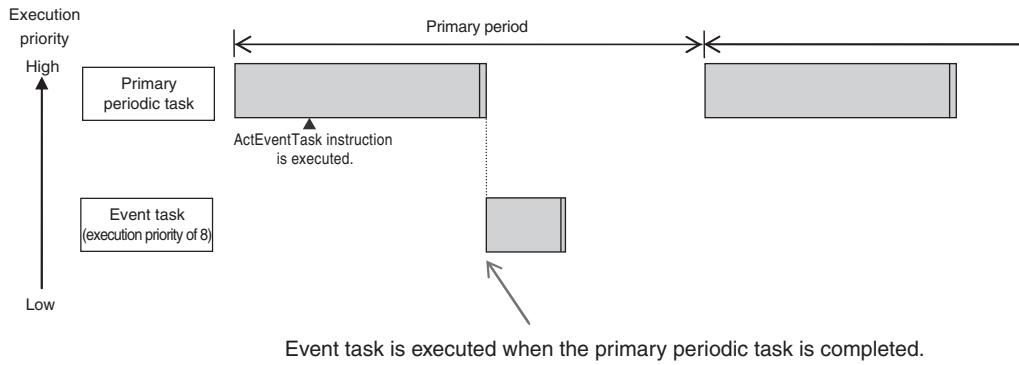 Execution
priority
High
Primary period
Primary
periodic task
ActEventTask instruction
is executed.
Event task
(execution priority of 8)
Low
Event task is executed when the primary periodic task is completed.